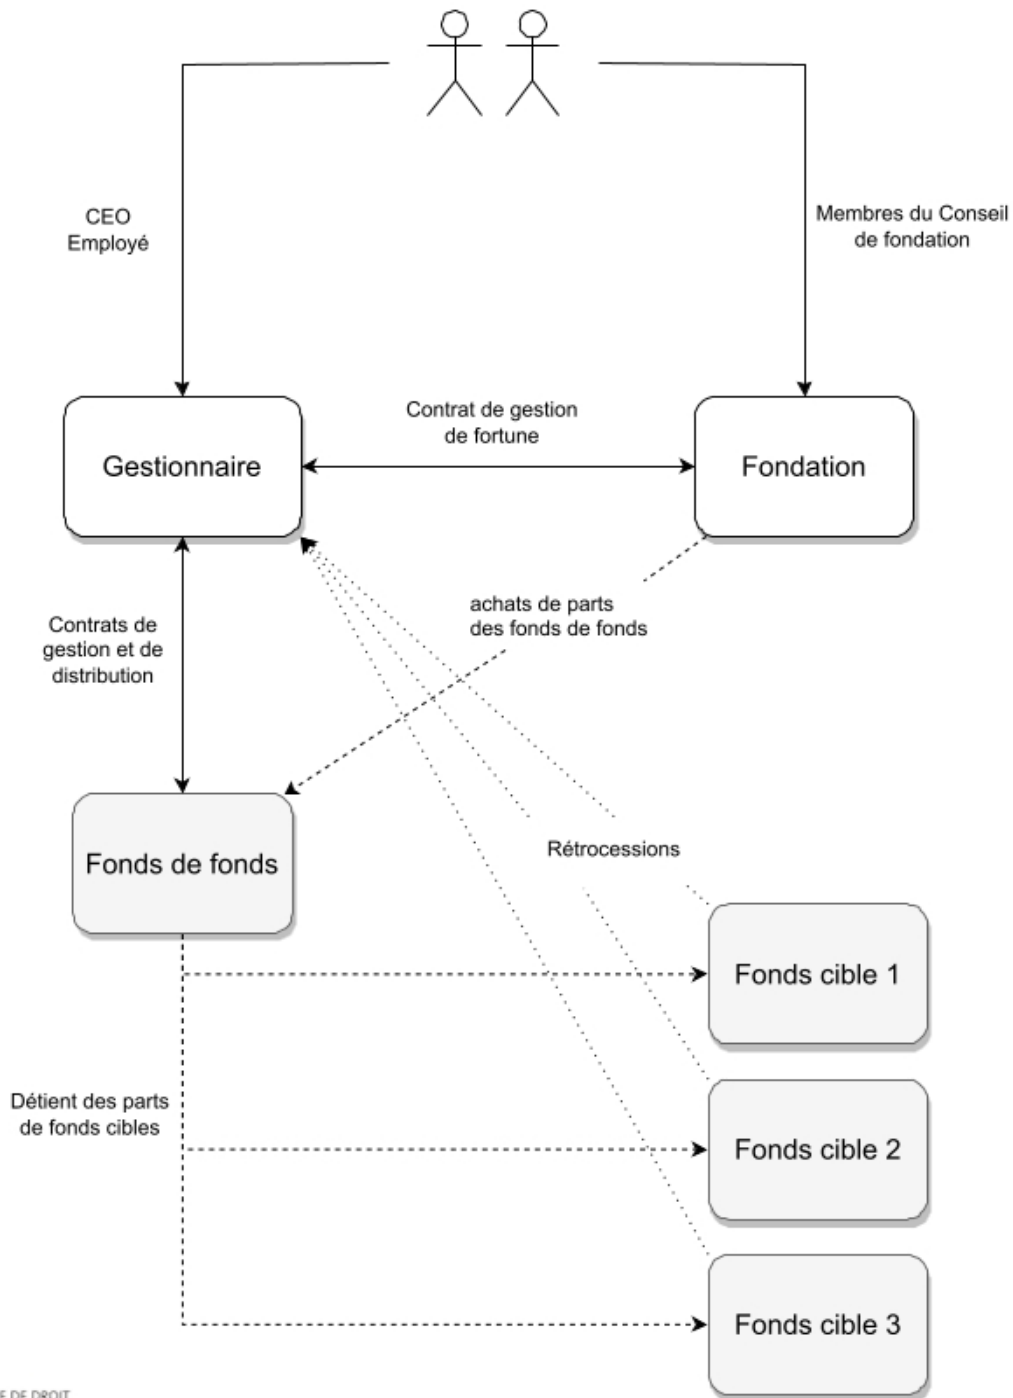 CEO
Employé
Membres du Conseil
de fondation
Contrat de gestion
de fortune
Gestionnaire
Fondation
achats de parts
des fonds de fonds
Contrats de
gestion et de
distribution
Fonds de fonds
Rétrocessions
Fonds cible 1
Détient des parts
de fonds cibles
Fonds cible 2
Fonds cible 3
DE DROIT